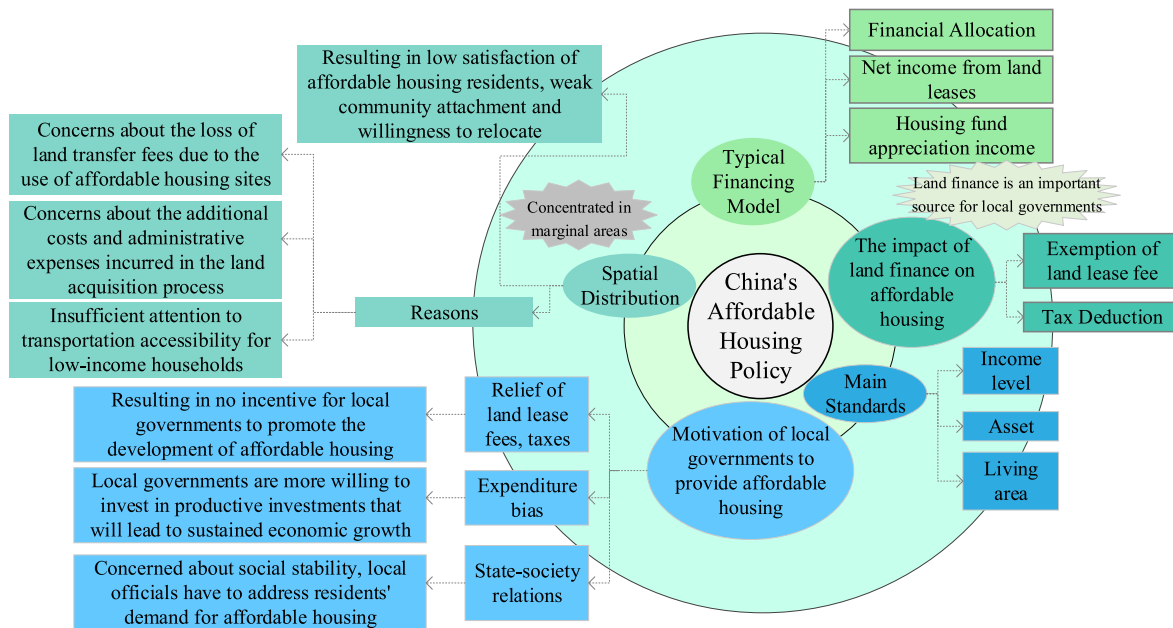 Financial Allocation
Net income from land
leases
Housing fund
appreciation income
Typical
Financing
Model
Resulting in low satisfaction of
affordable housing residents, weak
community attachment and
willingness to relocate
Concerns about the loss of
land transfer fees due to the
use of affordable housing sites
Concerns about the additional
costs and administrative
expenses incurred in the land
acquisition process
Insufficient attention to
transportation accessibility for
low-income households
Reasons
Concentrated in
marginal areas
Spatial
Distribution
China's
Affordable
Housing
Policy
Land finance is an important
source for local governments
The impact of
land finance on
affordable
housing
Exemption of
land lease fee
Tax Deduction
Main
Standards
Income
level
Asset
Living
area
Motivation of local
governments to
provide affordable
housing
Relief of
land lease
fees, taxes
Resulting in no incentive for local
governments to promote the
development of affordable housing
Expenditure
bias
Local governments are more willing to
invest in productive investments that
will lead to sustained economic growth
State-society
relations
Concerned about social stability, local
officials have to address residents'
demand for affordable housing